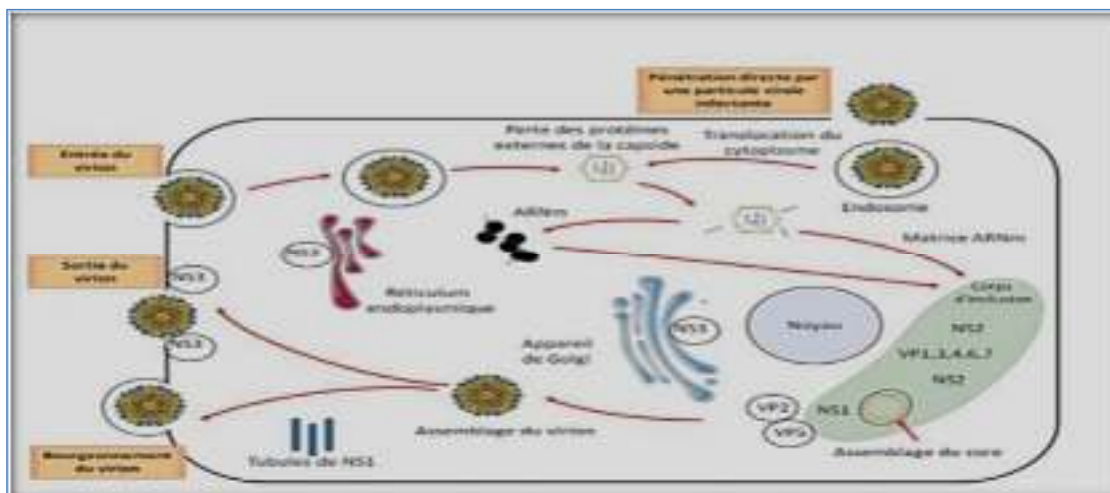 Pénétration directe par
une particule virale
infectante
Entrée du
virion
Perte des protéines
externes de la capside
Translocation du
cytoplasme
Endosome
ARNm
Matrice ARNm
NS3
Réticulum
endoplasmique
Sortie du
virion
NS3
NS3
Appareil
de Golgi
NS3
Noyau
Corps
d'inclusion
NS2
VP1,3,4,6,7
NS2
NS1
VP2
VP5
Assemblage du core
Assemblage du virion
Tubules de NS1
Bourgeonnement
du virion